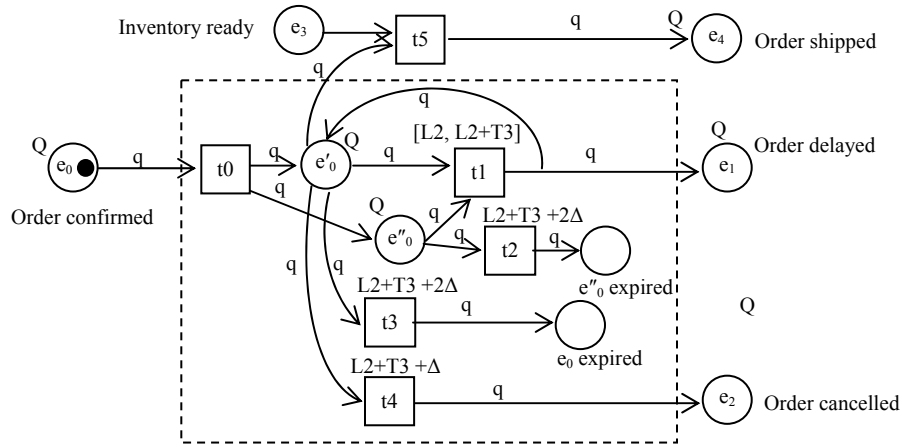 Inventory ready
e₃
t5
q
Q
e₄
Order shipped
q
q
[L2, L2+T3]
Q
e₀
q
t0
q
e′₀
Q
q
t1
q
Q
e₁
Order delayed
Order confirmed
q
Q
e″₀
q
q
L2+T3 +2Δ
t2
q
e″₀ expired
q
q
L2+T3 +2Δ
t3
q
e₀ expired
Q
L2+T3 +Δ
t4
q
e₂
Order cancelled